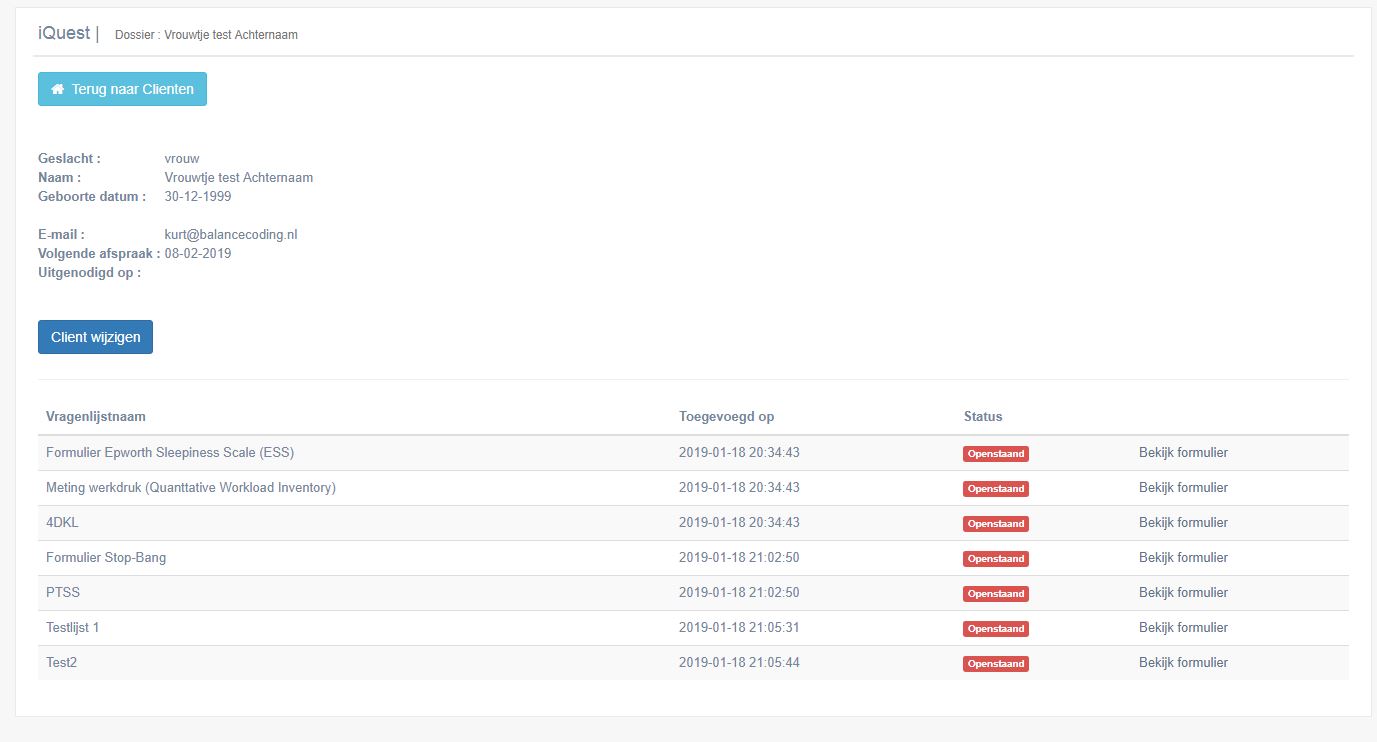 iQuest | Dossier : Vrouwtje test Achternaam
Terug naar Clienten
Geslacht : vrouw
Naam : Vrouwtje test Achternaam
Geboorte datum : 30-12-1999
E-mail : kurt@balancecoding.nl
Volgende afspraak : 08-02-2019
Uitgenodigd op :
Client wijzigen
Vragenlijstnaam Toegevoegd op Status
Formulier Epworth Sleepiness Scale (ESS) 2019-01-18 20:34:43 Openstaand Bekijk formulier
Meting werkdruk (Quanttative Workload Inventory) 2019-01-18 20:34:43 Openstaand Bekijk formulier
4DKL 2019-01-18 20:34:43 Openstaand Bekijk formulier
Formulier Stop-Bang 2019-01-18 21:02:50 Openstaand Bekijk formulier
PTSS 2019-01-18 21:02:50 Openstaand Bekijk formulier
Testlijst 1 2019-01-18 21:05:31 Openstaand Bekijk formulier
Test2 2019-01-18 21:05:44 Openstaand Bekijk formulier